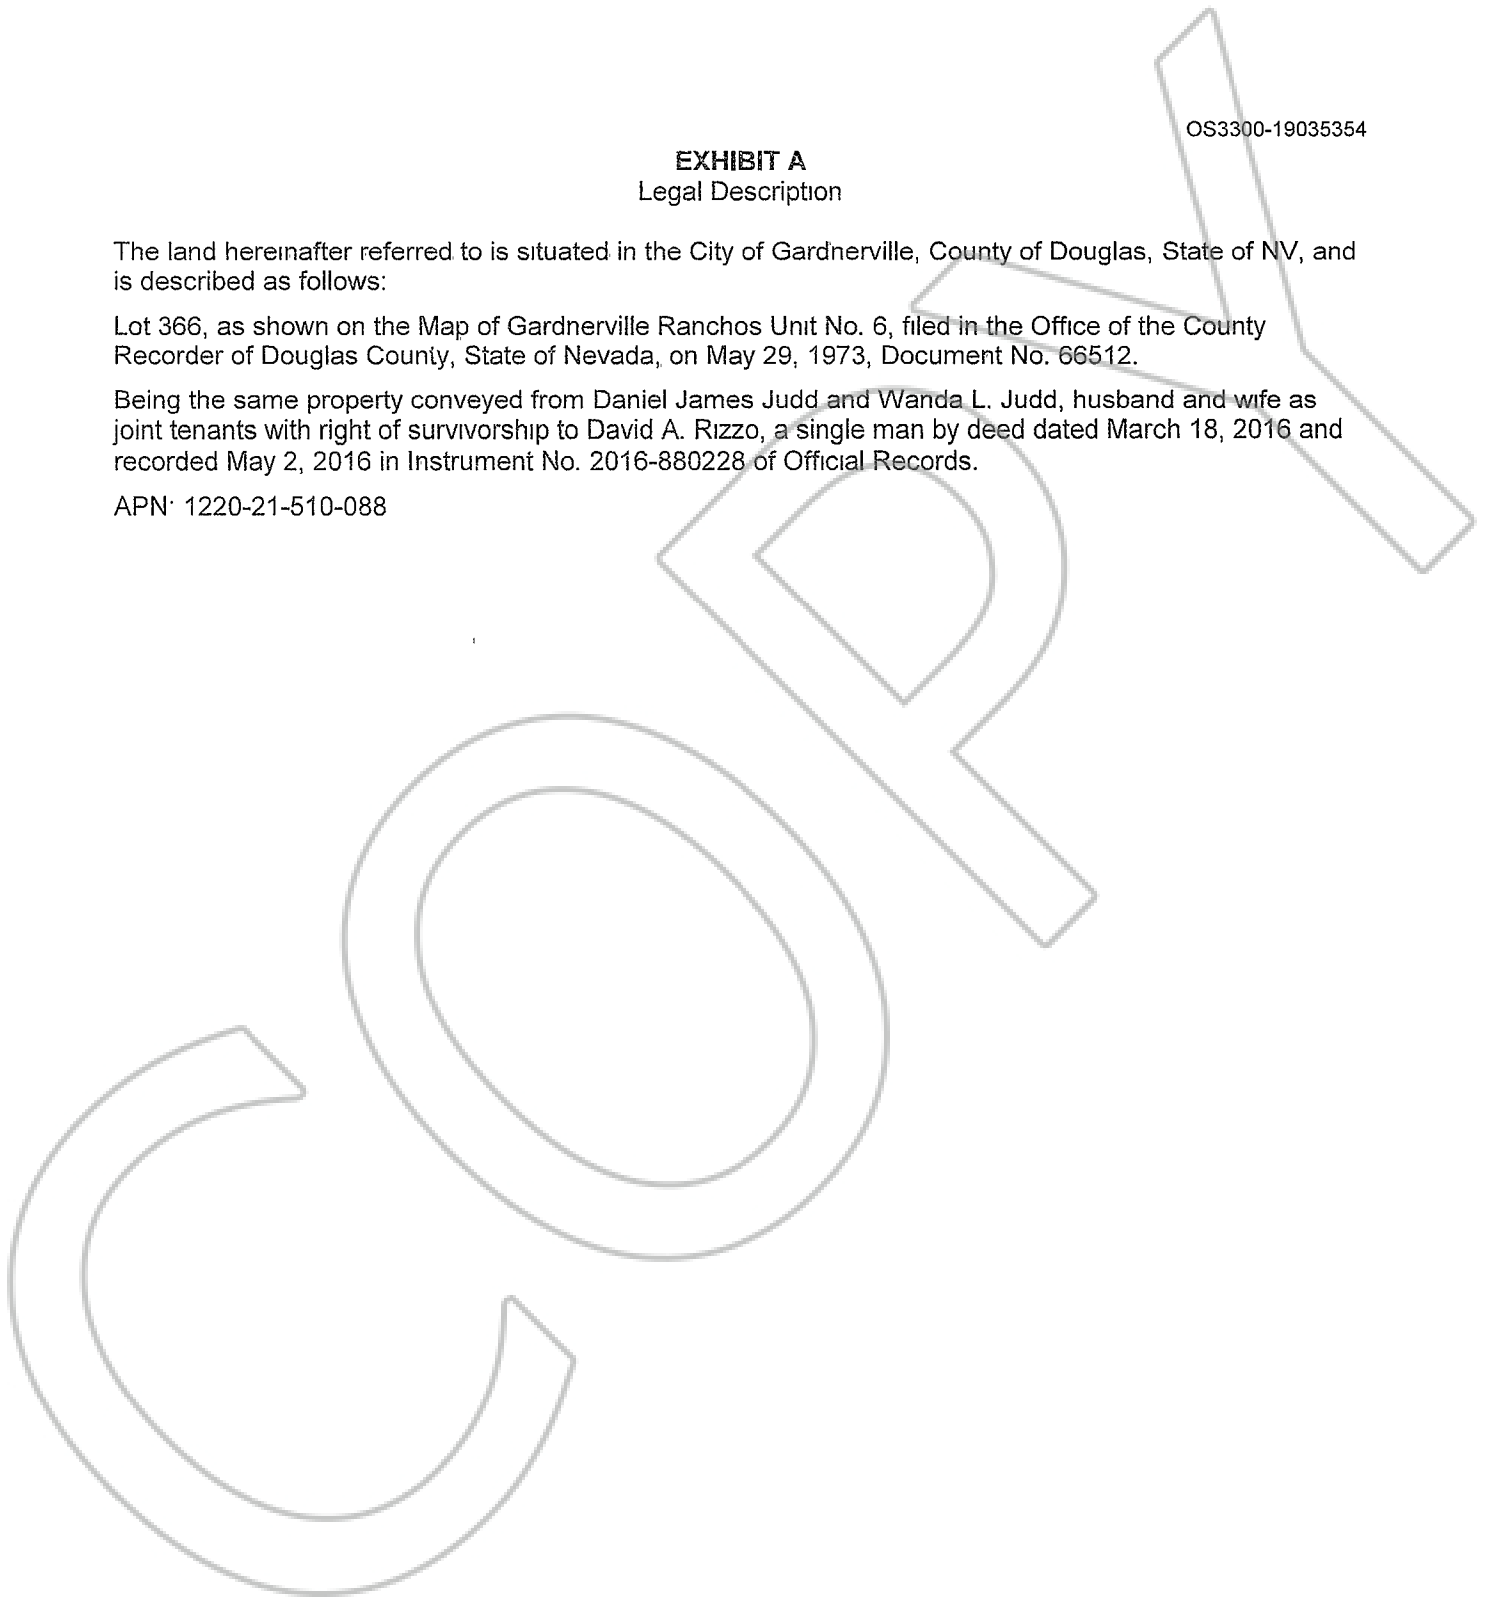 OS3300-19035354
EXHIBIT A
Legal Description
The land hereinafter referred to is situated in the City of Gardnerville, County of Douglas, State of NV, and
is described as follows:
Lot 366, as shown on the Map of Gardnerville Ranchos Unit No. 6, filed in the Office of the County
Recorder of Douglas County, State of Nevada, on May 29, 1973, Document No. 66512.
Being the same property conveyed from Daniel James Judd and Wanda L. Judd, husband and wife as
joint tenants with right of survivorship to David A. Rizzo, a single man by deed dated March 18, 2016 and
recorded May 2, 2016 in Instrument No. 2016-880228 of Official Records.
APN: 1220-21-510-088
COPY